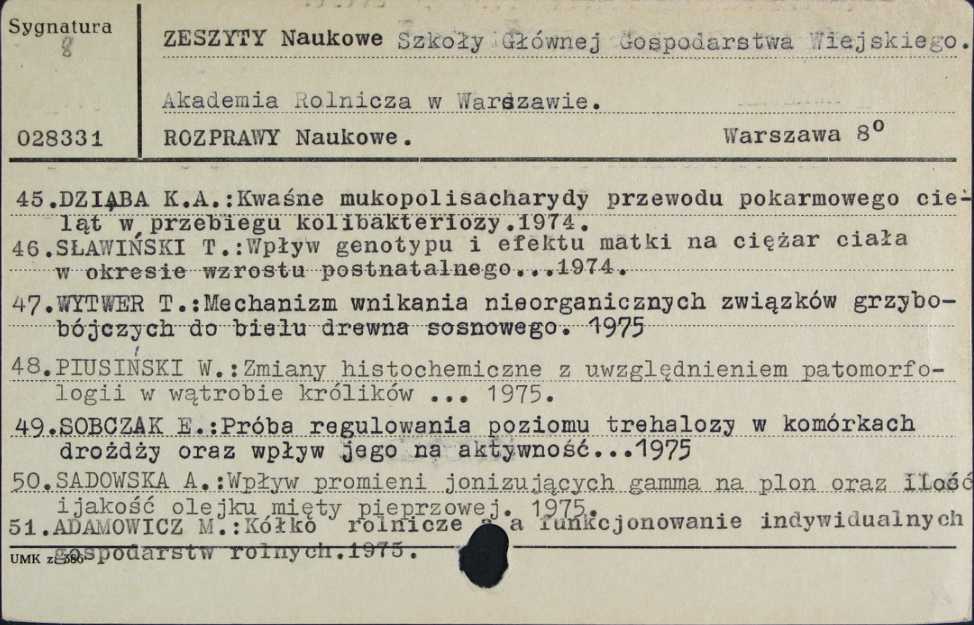 Sygnatura
8
ZESZYTY Naukowe Szkoły Głównej Gospodarstwa Wiejskiego.
Akademia Rolnicza w Warszawie.
028331
ROZPRAWY Naukowe.
Warszawa 8º
45.DZIĄBA K.A.:Kwaśne mukopolisacharydy przewodu pokarmowego cie-
ląt w przebiegu kolibakteriozy.1974.
46.SŁAWIŃSKI T.:Wpływ genotypu i efektu matki na ciężar ciała
w okresie wzrostu postnatalnego...1974.
47.WYTWER T.:Mechanizm wnikania nieorganicznych związków grzybo-
bójczych do bielu drewna sosnowego. 1975
48.PIUSIŃSKI W.:Zmiany histochemiczne z uwzględnieniem patomorfo-
logii w wątrobie królików ... 1975.
49.SOBCZAK E.:Próba regulowania poziomu trehalozy w komórkach
drożdży oraz wpływ jego na aktywność...1975
50.SADOWSKA A.:Wpływ promieni jonizujących gamma na plon oraz ilość
ijakość olejku mięty pieprzowej. 1975.
51.ADAMOWICZ M.:Kółko rolnicze a funkcjonowanie indywidualnych
gospodarstw rolnych.1975.
UMK z. 386